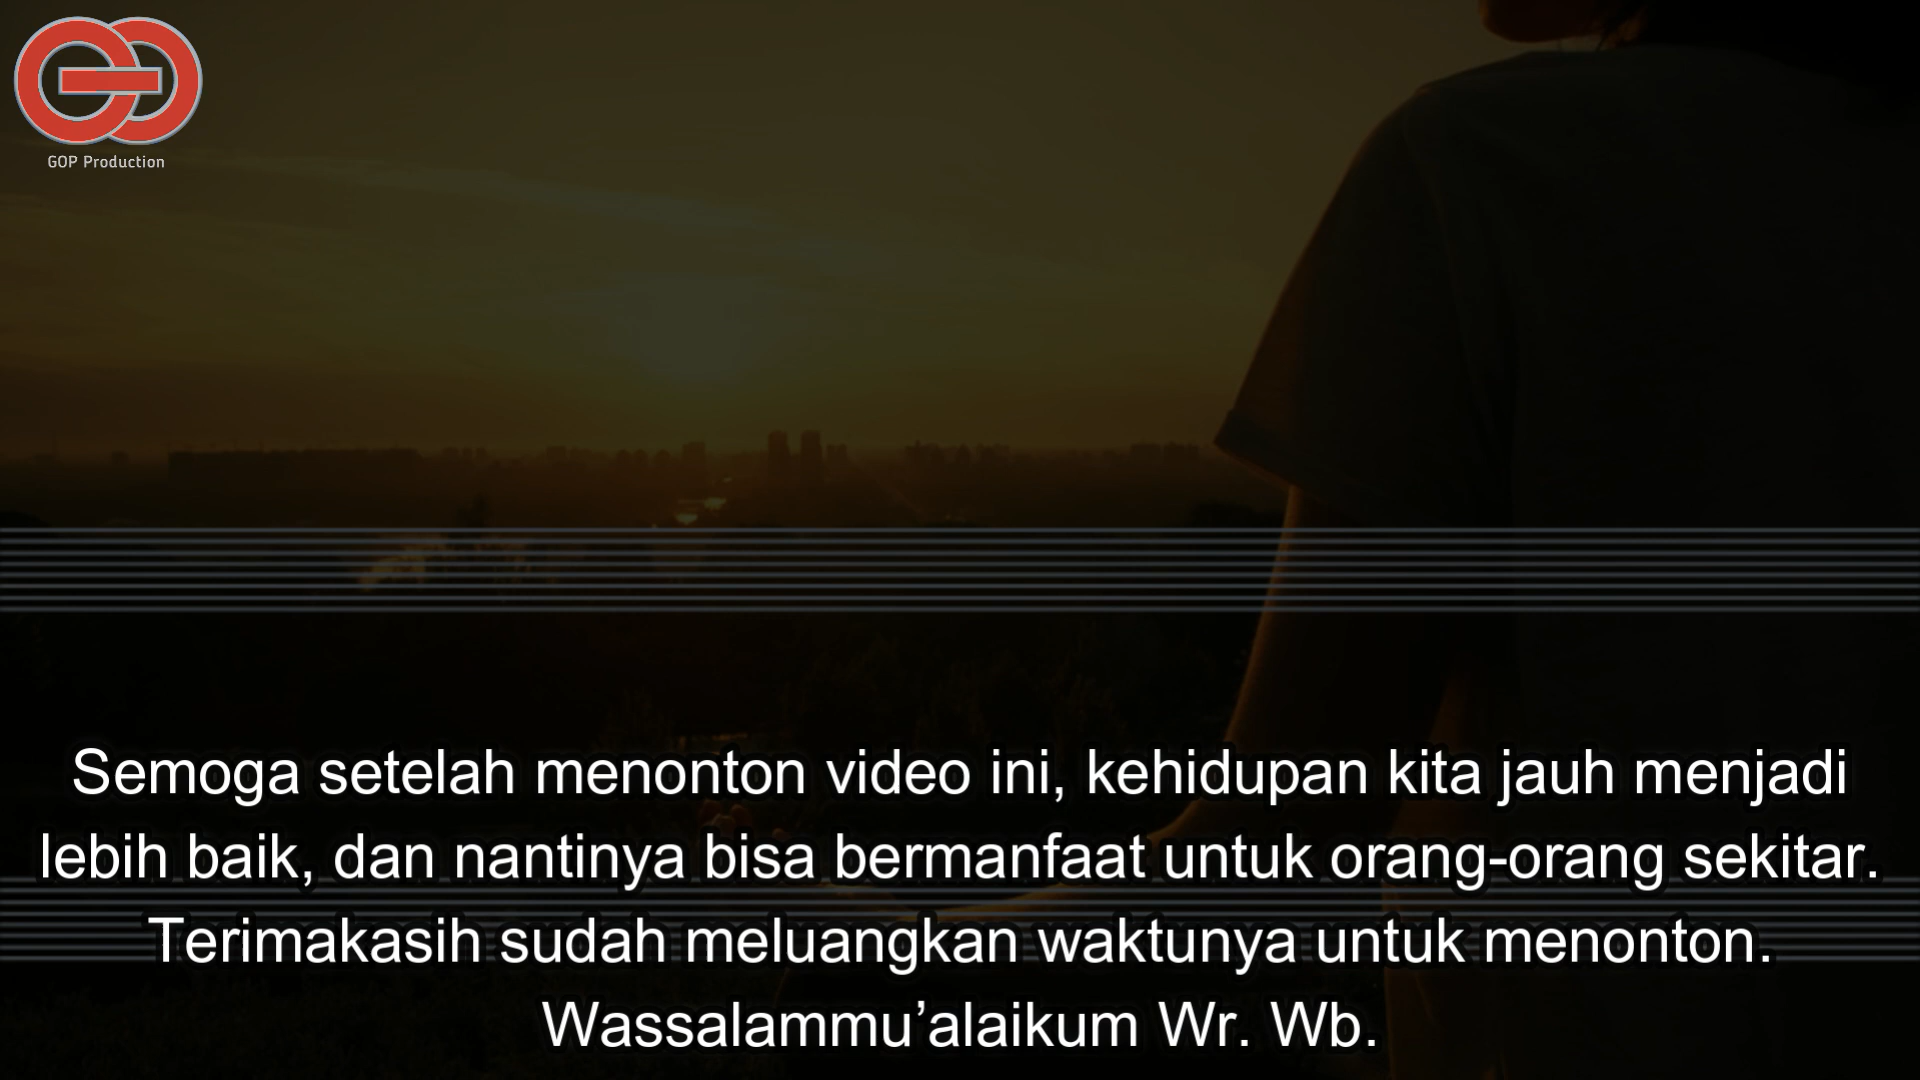 GOP Production
Semoga setelah menonton video ini, kehidupan kita jauh menjadi
lebih baik, dan nantinya bisa bermanfaat untuk orang-orang sekitar.
Terimakasih sudah meluangkan waktunya untuk menonton.
Wassalammu’alaikum Wr. Wb.